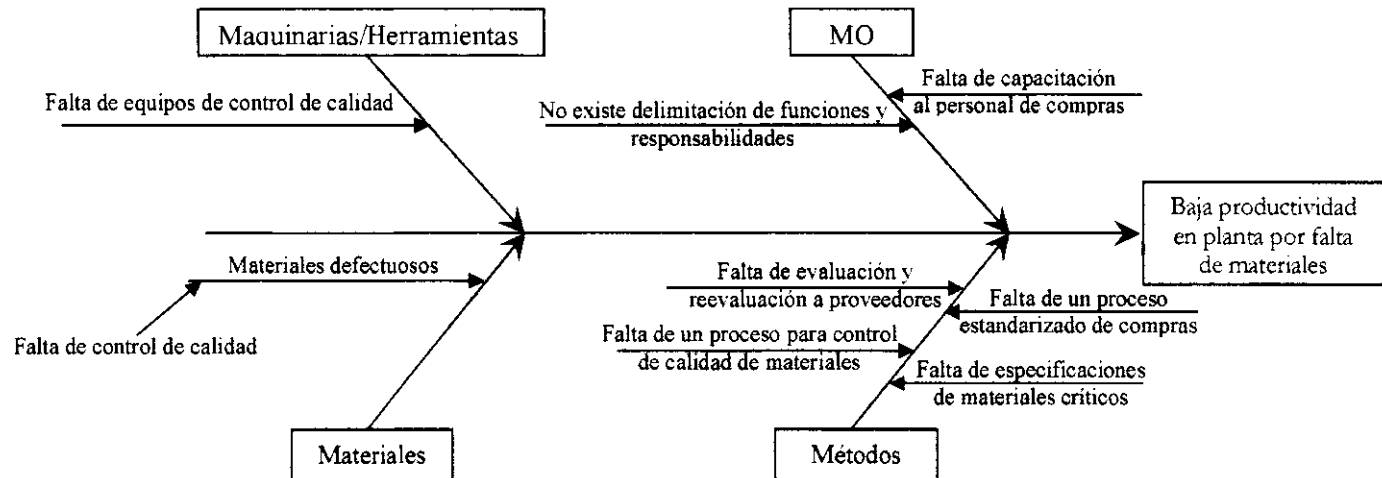 Maquinarias/Herramientas
MO
Falta de equipos de control de calidad
Falta de capacitación
al personal de compras
No existe delimitación de funciones y
responsabilidades
Baja productividad
en planta por falta
de materiales
Materiales defectuosos
Falta de control de calidad
Falta de evaluación y
reevaluación a proveedores
Falta de un proceso
estandarizado de compras
Falta de un proceso para control
de calidad de materiales
Falta de especificaciones
de materiales críticos
Materiales
Métodos